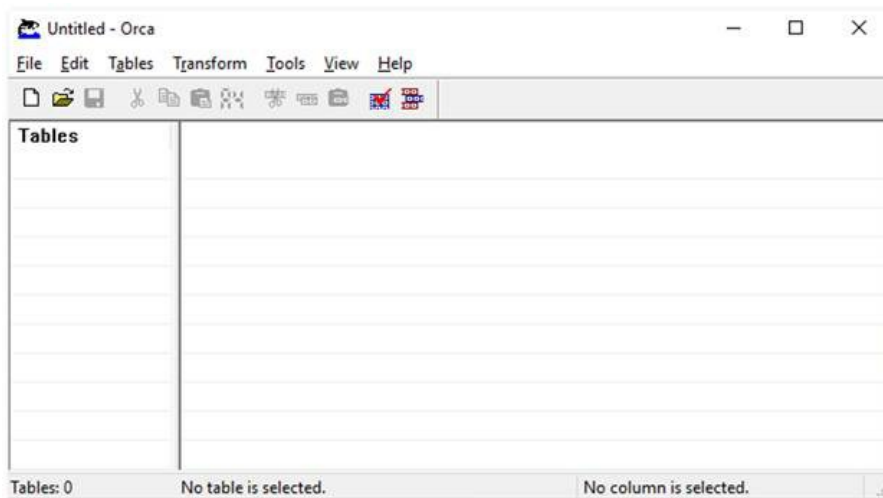 Untitled - Orca
File Edit Tables Transform Tools View Help
Tables
Tables: 0 No table is selected. No column is selected.